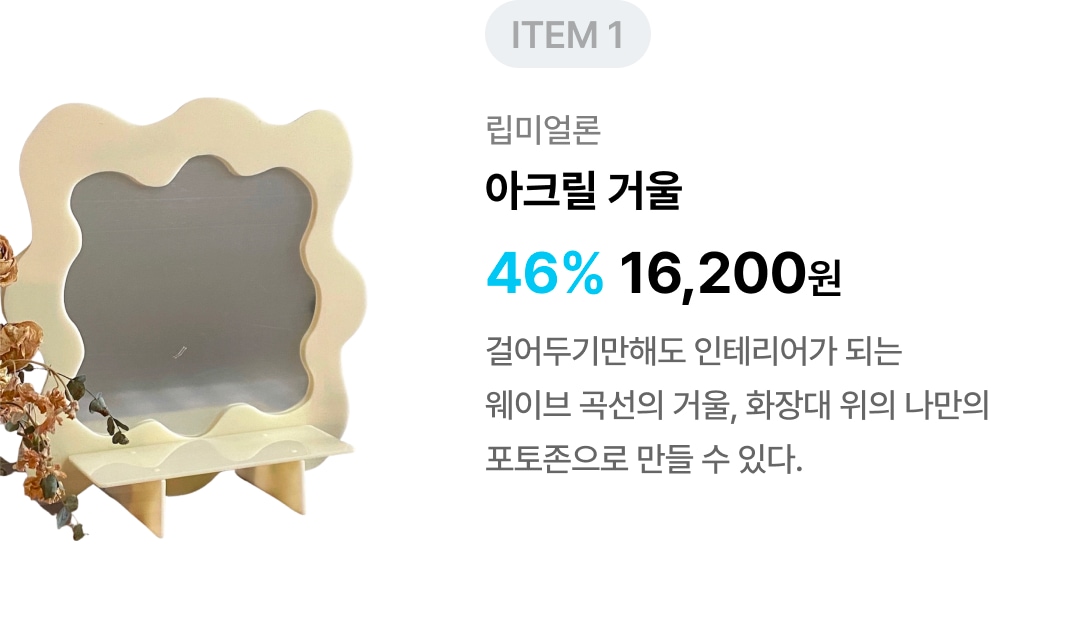 ITEM 1
립미얼론
아크릴 거울
46% 16,200원
걸어두기만해도 인테리어가 되는
웨이브 곡선의 거울, 화장대 위의 나만의
포토존으로 만들 수 있다.